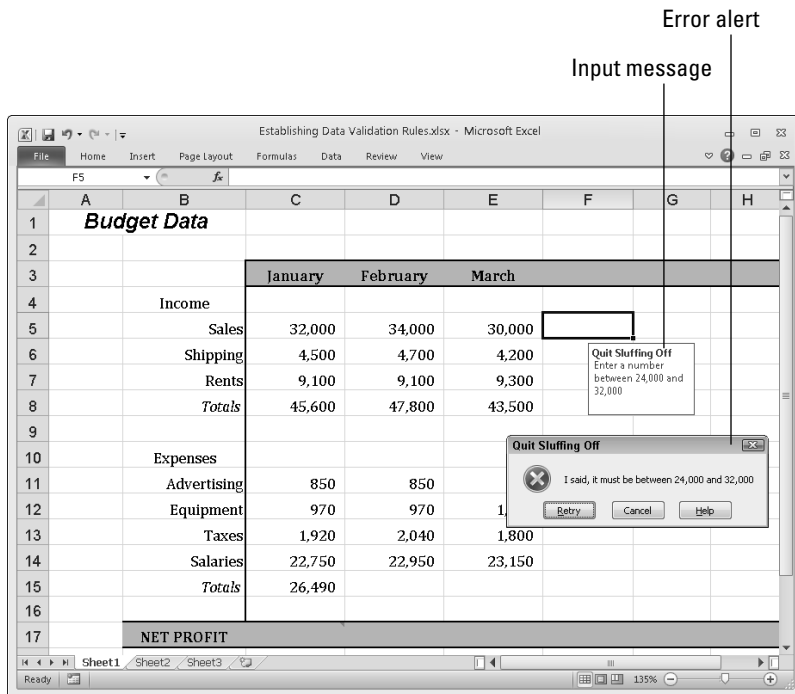 Error alert
Input message
Establishing Data Validation Rules.xlsx - Microsoft Excel
File Home Insert Page Layout Formulas Data Review View
F5 fx
A B C D E F G H
1 Budget Data
2
3 January February March
4 Income
5 Sales 32,000 34,000 30,000
6 Shipping 4,500 4,700 4,200
Quit Sluffing Off
Enter a number
between 24,000 and
32,000
7 Rents 9,100 9,100 9,300
8 Totals 45,600 47,800 43,500
9
10 Expenses
Quit Sluffing Off
I said, it must be between 24,000 and 32,000
Retry Cancel Help
11 Advertising 850 850
12 Equipment 970 970
13 Taxes 1,920 2,040 1,800
14 Salaries 22,750 22,950 23,150
15 Totals 26,490
16
17 NET PROFIT
Sheet1 Sheet2 Sheet3
Ready 135%